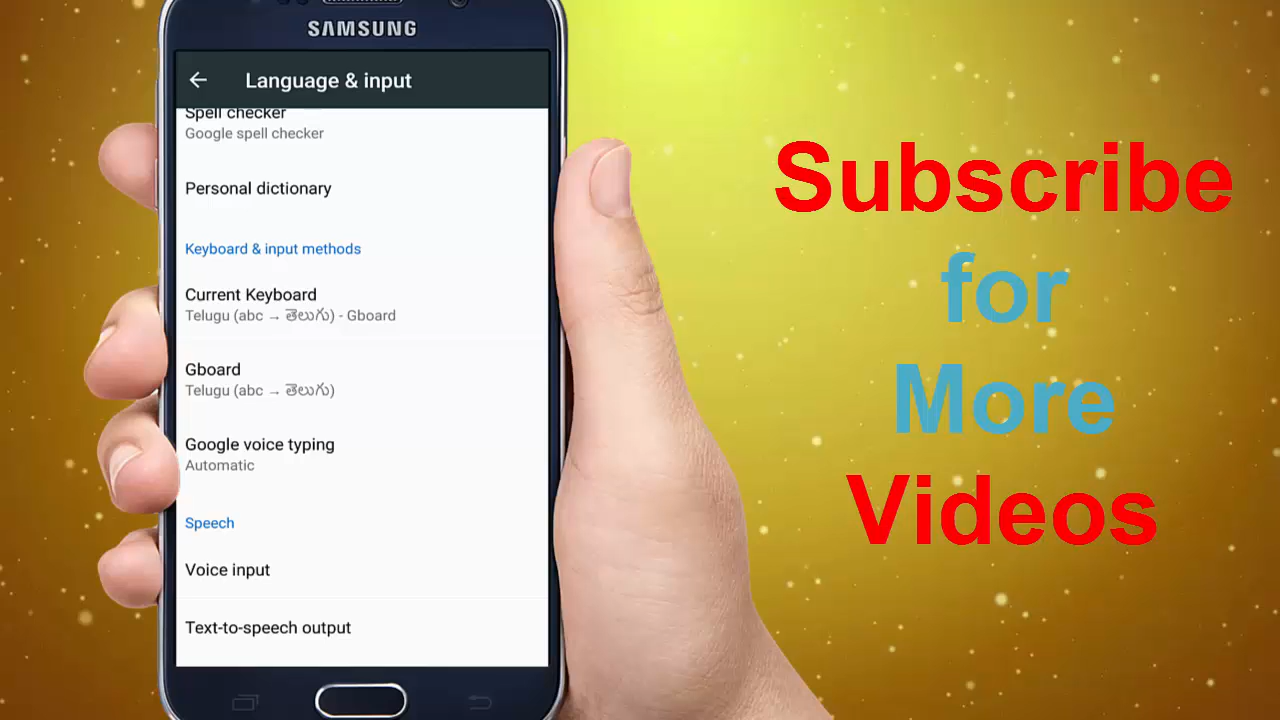 SAMSUNG
Language & input
Spell checker
Google spell checker
Personal dictionary
Keyboard & input methods
Current Keyboard
Telugu (abc → తెలుగు) - Gboard
Gboard
Telugu (abc → తెలుగు)
Google voice typing
Automatic
Speech
Voice input
Text-to-speech output
Subscribe
for
More
Videos